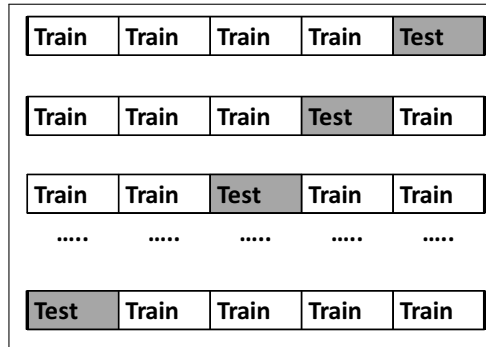 Train Train Train Train Test
Train Train Train Test Train
Train Train Test Train Train
..... ..... ..... ..... .....
Test Train Train Train Train